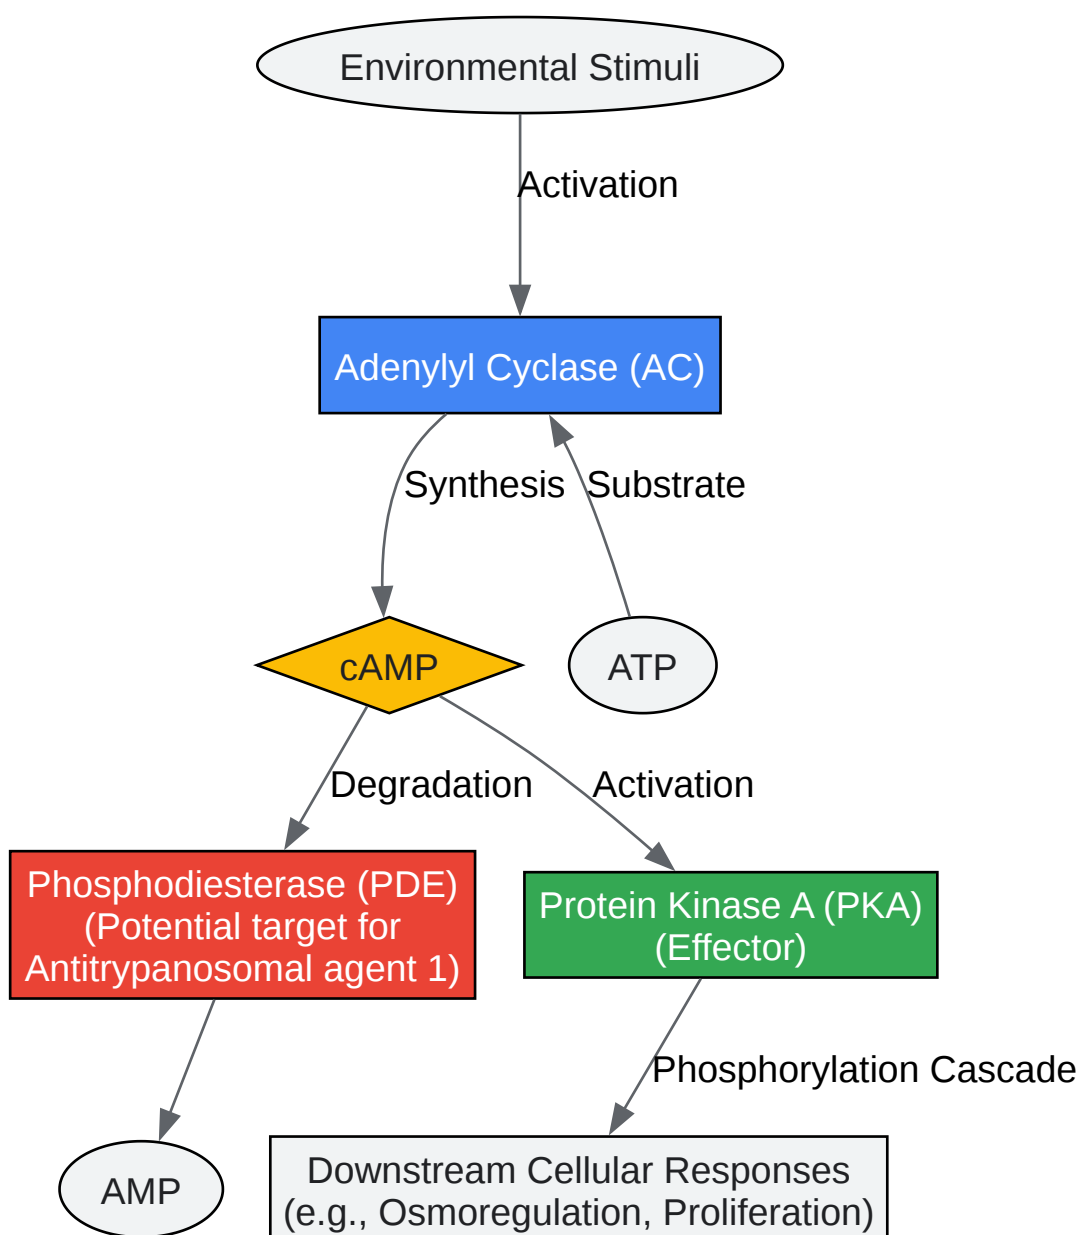 Environmental Stimuli
Activation
Adenylyl Cyclase (AC)
Synthesis
Substrate
cAMP
ATP
Degradation
Activation
Phosphodiesterase (PDE)
(Potential target for
Antitrypanosomal agent 1)
Protein Kinase A (PKA)
(Effector)
Phosphorylation Cascade
AMP
Downstream Cellular Responses
(e.g., Osmoregulation, Proliferation)